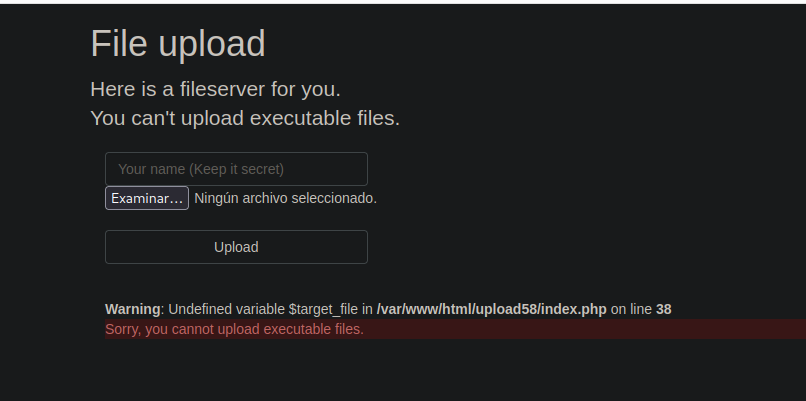 File upload
Here is a fileserver for you.
You can't upload executable files.
Your name (Keep it secret)
Examinar... Ningún archivo seleccionado.
Upload
Warning: Undefined variable $target_file in /var/www/html/upload58/index.php on line 38
Sorry, you cannot upload executable files.